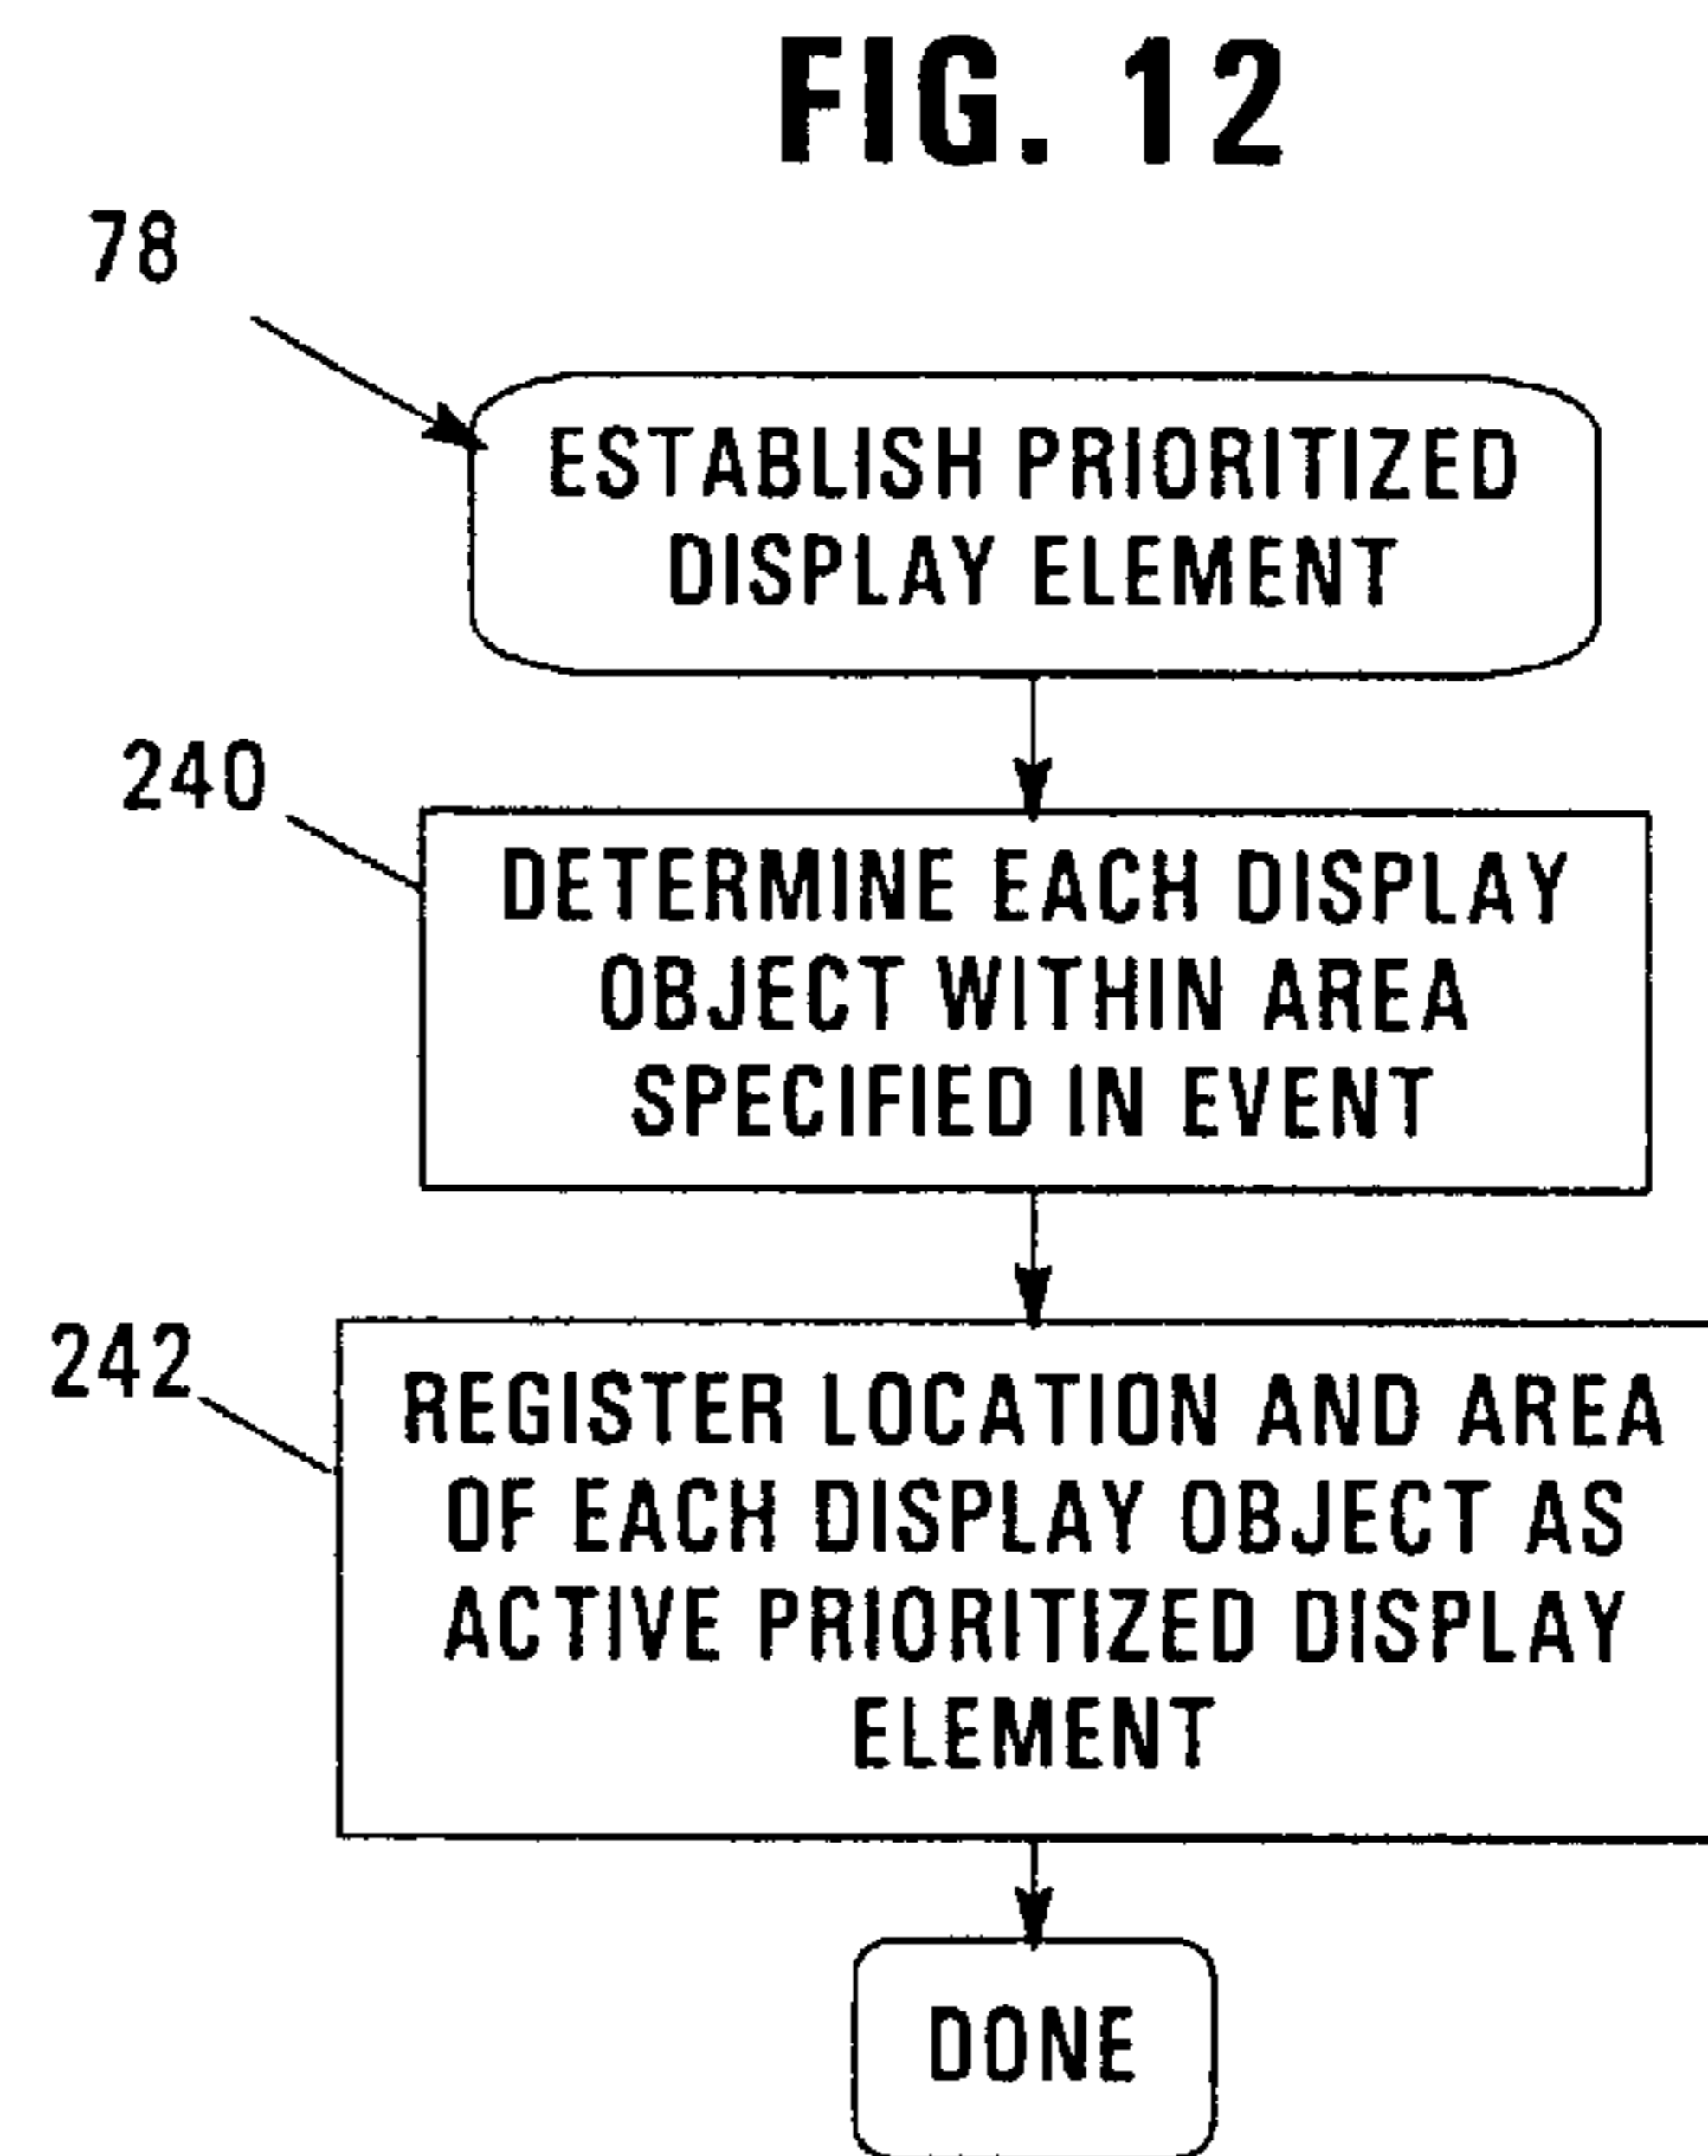 FIG. 12
78
ESTABLISH PRIORITIZED
DISPLAY ELEMENT
240
DETERMINE EACH DISPLAY
OBJECT WITHIN AREA
SPECIFIED IN EVENT
242
REGISTER LOCATION AND AREA
OF EACH DISPLAY OBJECT AS
ACTIVE PRIORITIZED DISPLAY
ELEMENT
DONE